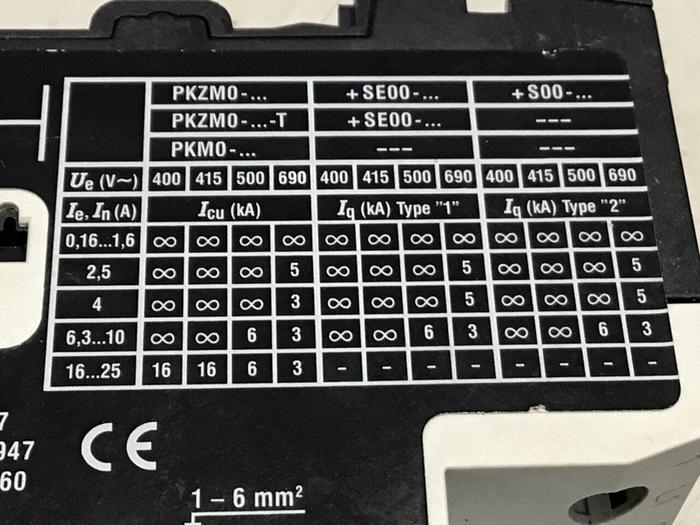 PKZM0-... +SE00-... +S00-...
PKZM0-...-T +SE00-... ---
PKM0-... ---
Ue (V~) 400 415 500 690 400 415 500 690 400 415 500 690
Ie, In (A) Icu (kA) Iq (kA) Type "1" Iq (kA) Type "2"
0,16...1,6 ∞ ∞ ∞ ∞ ∞ ∞ ∞ ∞ ∞ ∞ ∞ ∞
2,5 ∞ ∞ ∞ 5 ∞ ∞ ∞ 5 ∞ ∞ ∞ 5
4 ∞ ∞ ∞ 3 ∞ ∞ ∞ 5 ∞ ∞ ∞ 5
6,3...10 ∞ ∞ 6 3 ∞ ∞ 6 3 ∞ ∞ 6 3
16...25 16 16 6 3 - - - - - - - -
7
947
60
CE
1 – 6 mm²